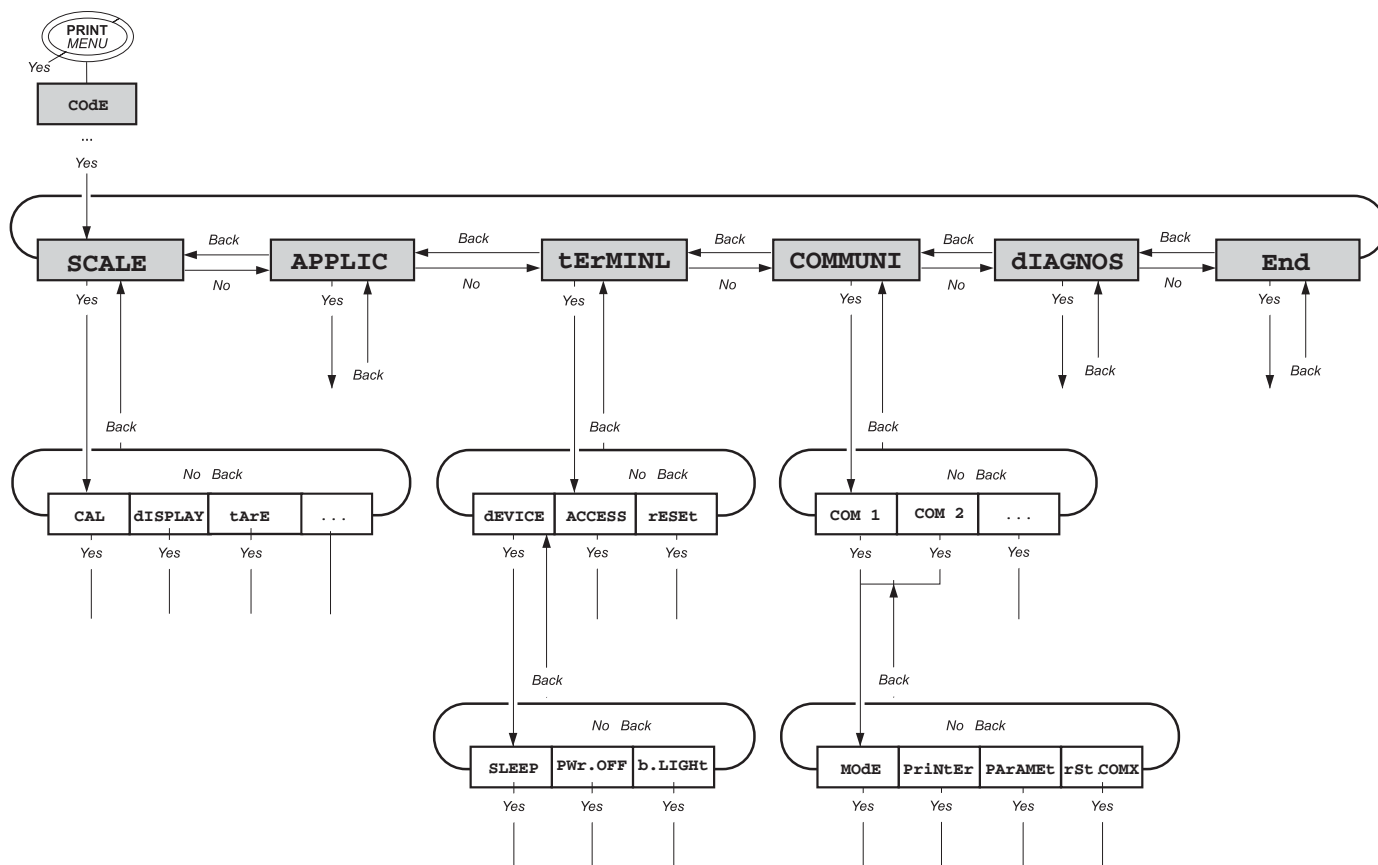 PRINT
MENU
Yes
COdE
...
Yes
Back Back Back Back Back
SCALE APPLIC tErMINL COMMUNI dIAGNOS End
No No No No No
Yes Yes Yes Yes Yes Yes
Back Back Back
Back Back Back
No Back No Back No Back
CAL dISPLAY tArE ... dEVICE ACCESS rESEt COM 1 COM 2 ...
Yes Yes Yes Yes Yes Yes Yes Yes Yes
Back Back
No Back No Back
SLEEP PWr.OFF b.LIGHt MOdE PriNtEr PArAMEt rSt.COMX
Yes Yes Yes Yes Yes Yes Yes